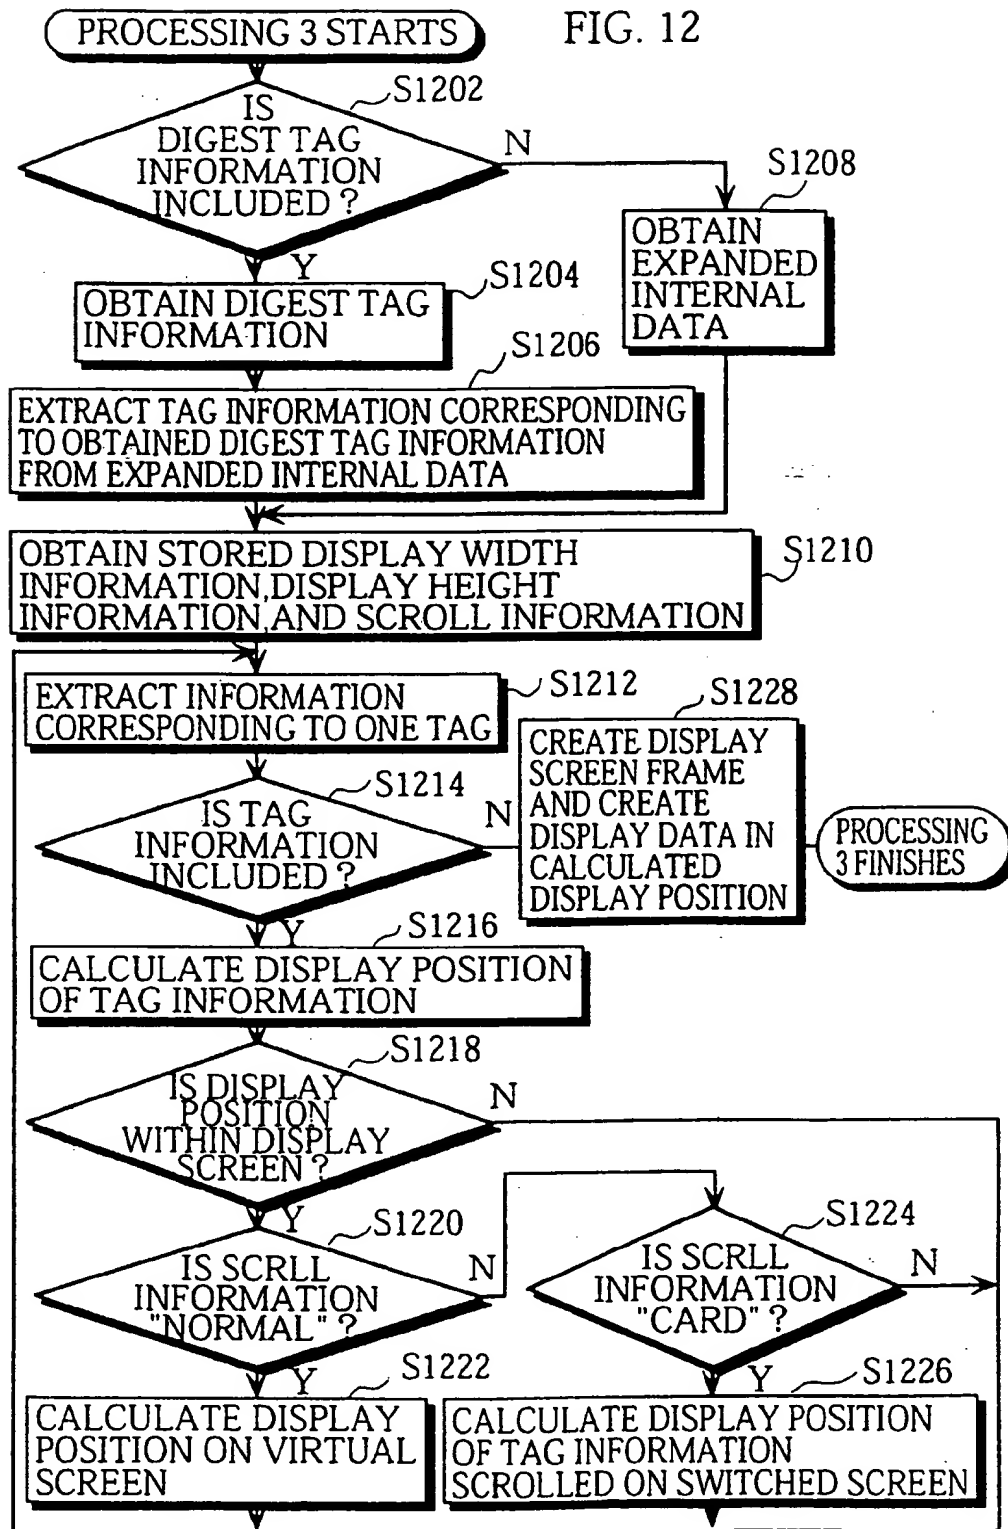 FIG. 12
PROCESSING 3 STARTS
S1202
IS
DIGEST TAG
INFORMATION
INCLUDED ?
N
Y
S1208
OBTAIN
EXPANDED
INTERNAL
DATA
S1204
OBTAIN DIGEST TAG
INFORMATION
S1206
EXTRACT TAG INFORMATION CORRESPONDING
TO OBTAINED DIGEST TAG INFORMATION
FROM EXPANDED INTERNAL DATA
S1210
OBTAIN STORED DISPLAY WIDTH
INFORMATION,DISPLAY HEIGHT
INFORMATION,AND SCROLL INFORMATION
S1212
EXTRACT INFORMATION
CORRESPONDING TO ONE TAG
S1214
IS TAG
INFORMATION
INCLUDED ?
N
Y
S1228
CREATE DISPLAY
SCREEN FRAME
AND CREATE
DISPLAY DATA IN
CALCULATED
DISPLAY POSITION
PROCESSING
3 FINISHES
S1216
CALCULATE DISPLAY POSITION
OF TAG INFORMATION
S1218
IS DISPLAY
POSITION
WITHIN DISPLAY
SCREEN ?
N
Y
S1220
IS SCRLL
INFORMATION
"NORMAL" ?
N
Y
S1224
IS SCRLL
INFORMATION
"CARD" ?
N
Y
S1222
CALCULATE DISPLAY
POSITION ON VIRTUAL
SCREEN
S1226
CALCULATE DISPLAY POSITION
OF TAG INFORMATION
SCROLLED ON SWITCHED SCREEN